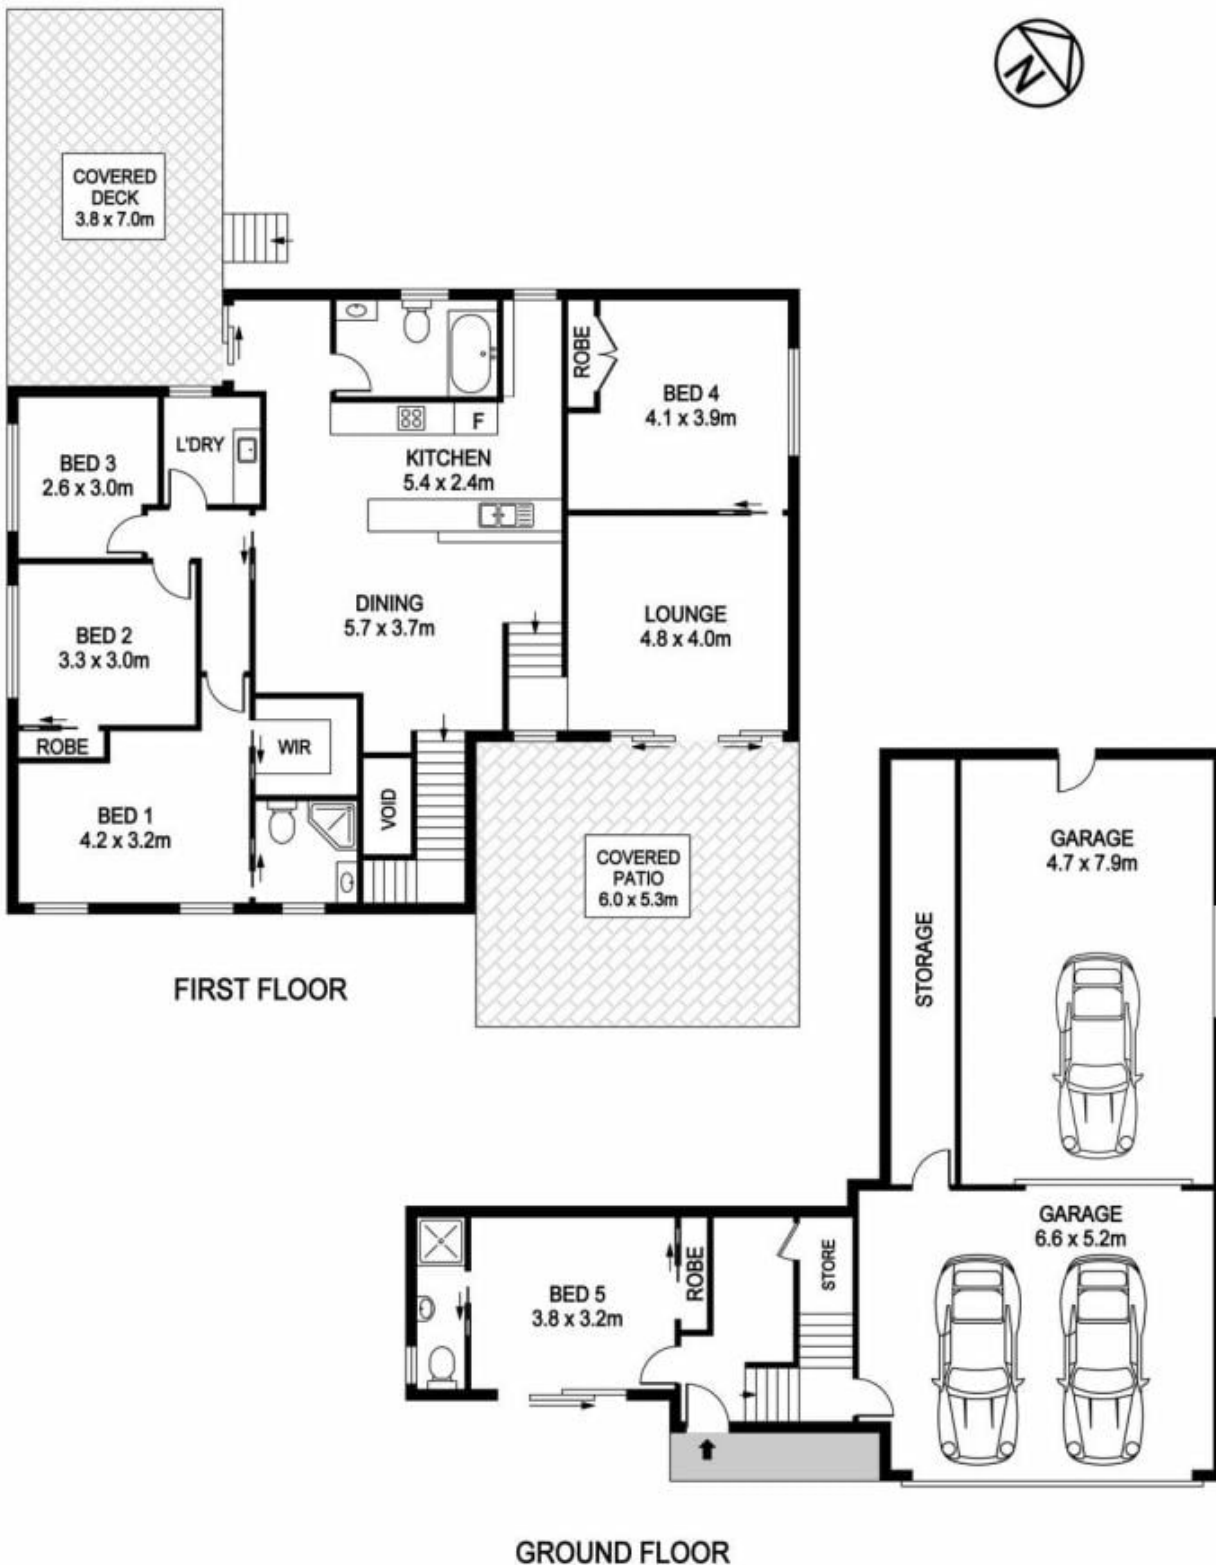 N
COVERED
DECK
3.8 x 7.0m
ROBE
BED 4
4.1 x 3.9m
F
L'DRY
KITCHEN
5.4 x 2.4m
BED 3
2.6 x 3.0m
DINING
5.7 x 3.7m
LOUNGE
4.8 x 4.0m
BED 2
3.3 x 3.0m
ROBE
WIR
VOID
BED 1
4.2 x 3.2m
COVERED
PATIO
6.0 x 5.3m
FIRST FLOOR
GARAGE
4.7 x 7.9m
STORAGE
GARAGE
6.6 x 5.2m
STORE
ROBE
BED 5
3.8 x 3.2m
GROUND FLOOR